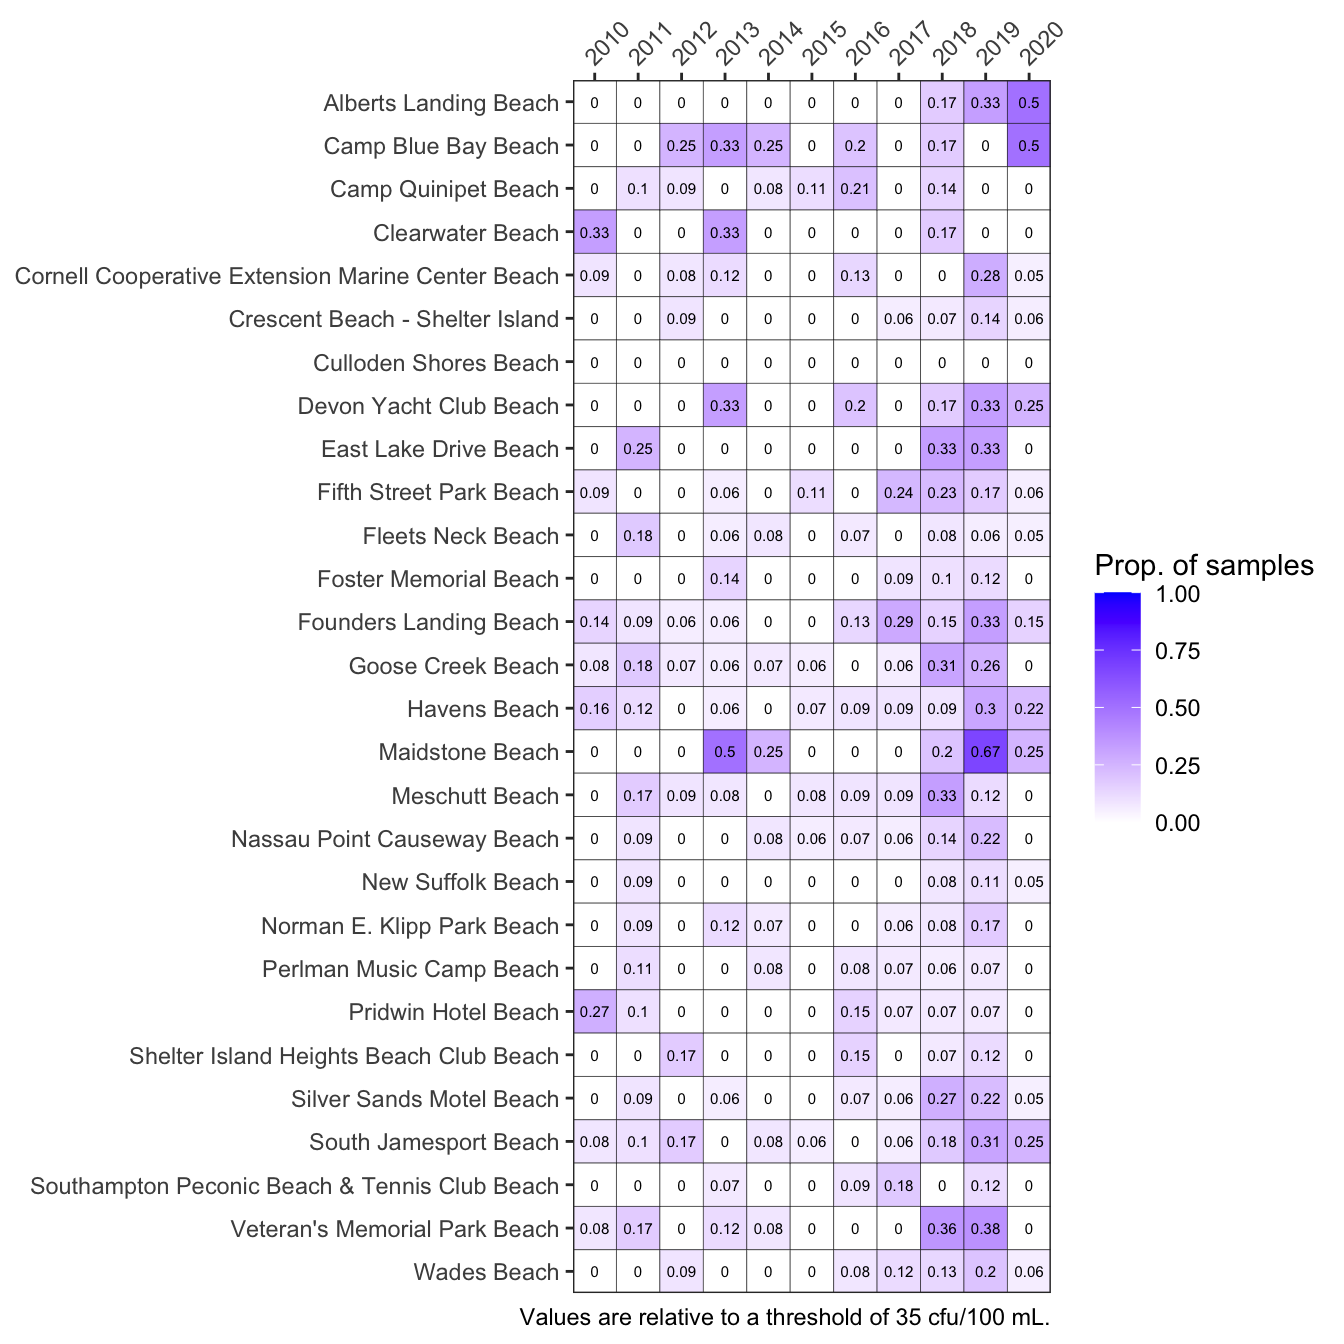 2010 2011 2012 2013 2014 2015 2016 2017 2018 2019 2020
Alberts Landing Beach 0 0 0 0 0 0 0 0 0.17 0.33 0.5
Camp Blue Bay Beach 0 0 0.25 0.33 0.25 0 0.2 0 0.17 0 0.5
Camp Quinipet Beach 0 0.1 0.09 0 0.08 0.11 0.21 0 0.14 0 0
Clearwater Beach 0.33 0 0 0.33 0 0 0 0 0.17 0 0
Cornell Cooperative Extension Marine Center Beach 0.09 0 0.08 0.12 0 0 0.13 0 0 0.28 0.05
Crescent Beach - Shelter Island 0 0 0.09 0 0 0 0 0.06 0.07 0.14 0.06
Culloden Shores Beach 0 0 0 0 0 0 0 0 0 0 0
Devon Yacht Club Beach 0 0 0 0.33 0 0 0.2 0 0.17 0.33 0.25
East Lake Drive Beach 0 0.25 0 0 0 0 0 0 0.33 0.33 0
Fifth Street Park Beach 0.09 0 0 0.06 0 0.11 0 0.24 0.23 0.17 0.06
Fleets Neck Beach 0 0.18 0 0.06 0.08 0 0.07 0 0.08 0.06 0.05
Foster Memorial Beach 0 0 0 0.14 0 0 0 0.09 0.1 0.12 0
Founders Landing Beach 0.14 0.09 0.06 0.06 0 0 0.13 0.29 0.15 0.33 0.15
Goose Creek Beach 0.08 0.18 0.07 0.06 0.07 0.06 0 0.06 0.31 0.26 0
Havens Beach 0.16 0.12 0 0.06 0 0.07 0.09 0.09 0.09 0.3 0.22
Maidstone Beach 0 0 0 0.5 0.25 0 0 0 0.2 0.67 0.25
Meschutt Beach 0 0.17 0.09 0.08 0 0.08 0.09 0.09 0.33 0.12 0
Nassau Point Causeway Beach 0 0.09 0 0 0.08 0.06 0.07 0.06 0.14 0.22 0
New Suffolk Beach 0 0.09 0 0 0 0 0 0 0.08 0.11 0.05
Norman E. Klipp Park Beach 0 0.09 0 0.12 0.07 0 0 0.06 0.08 0.17 0
Perlman Music Camp Beach 0 0.11 0 0 0.08 0 0.08 0.07 0.06 0.07 0
Pridwin Hotel Beach 0.27 0.1 0 0 0 0 0.15 0.07 0.07 0.07 0
Shelter Island Heights Beach Club Beach 0 0 0.17 0 0 0 0.15 0 0.07 0.12 0
Silver Sands Motel Beach 0 0.09 0 0.06 0 0 0.07 0.06 0.27 0.22 0.05
South Jamesport Beach 0.08 0.1 0.17 0 0.08 0.06 0 0.06 0.18 0.31 0.25
Southampton Peconic Beach & Tennis Club Beach 0 0 0 0.07 0 0 0.09 0.18 0 0.12 0
Veteran's Memorial Park Beach 0.08 0.17 0 0.12 0.08 0 0 0 0.36 0.38 0
Wades Beach 0 0 0.09 0 0 0 0.08 0.12 0.13 0.2 0.06
Values are relative to a threshold of 35 cfu/100 mL.
Prop. of samples
1.00
0.75
0.50
0.25
0.00